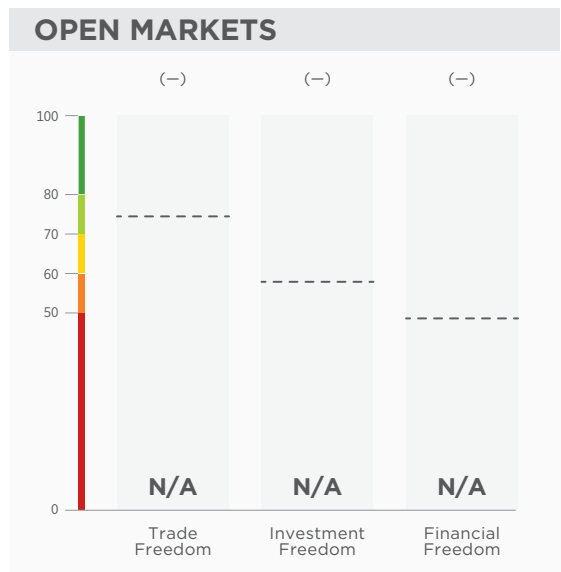 OPEN MARKETS
(—) (—) (—)
100
80
70
60
50
0
N/A N/A N/A
Trade Investment Financial
Freedom Freedom Freedom